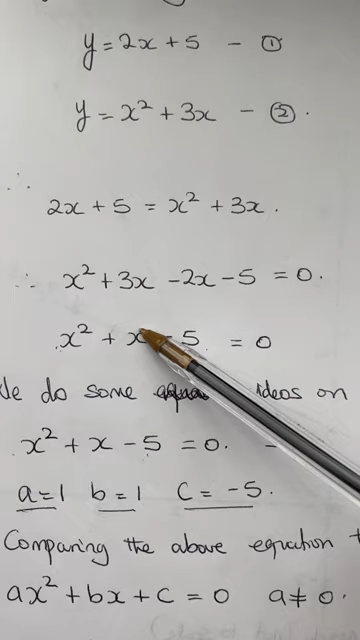 y = 2x + 5 - ①
y = x² + 3x - ②.
∴
2x + 5 = x² + 3x.
∴ x² + 3x - 2x - 5 = 0.
x² + x - 5 = 0
do some on
x² + x - 5 = 0. -
a = 1 b = 1 c = -5.
Comparing the above equation
ax² + bx + c = 0 a ≠ 0.